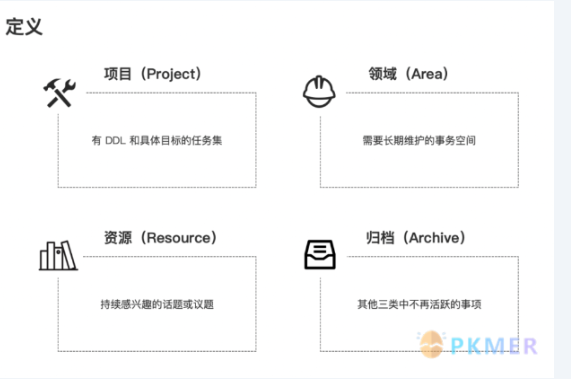 定义
项目（Project）
有 DDL 和具体目标的任务集
领域（Area）
需要长期维护的事务空间
资源（Resource）
持续感兴趣的话题或议题
归档（Archive）
其他三类中不再活跃的事项
PKMER